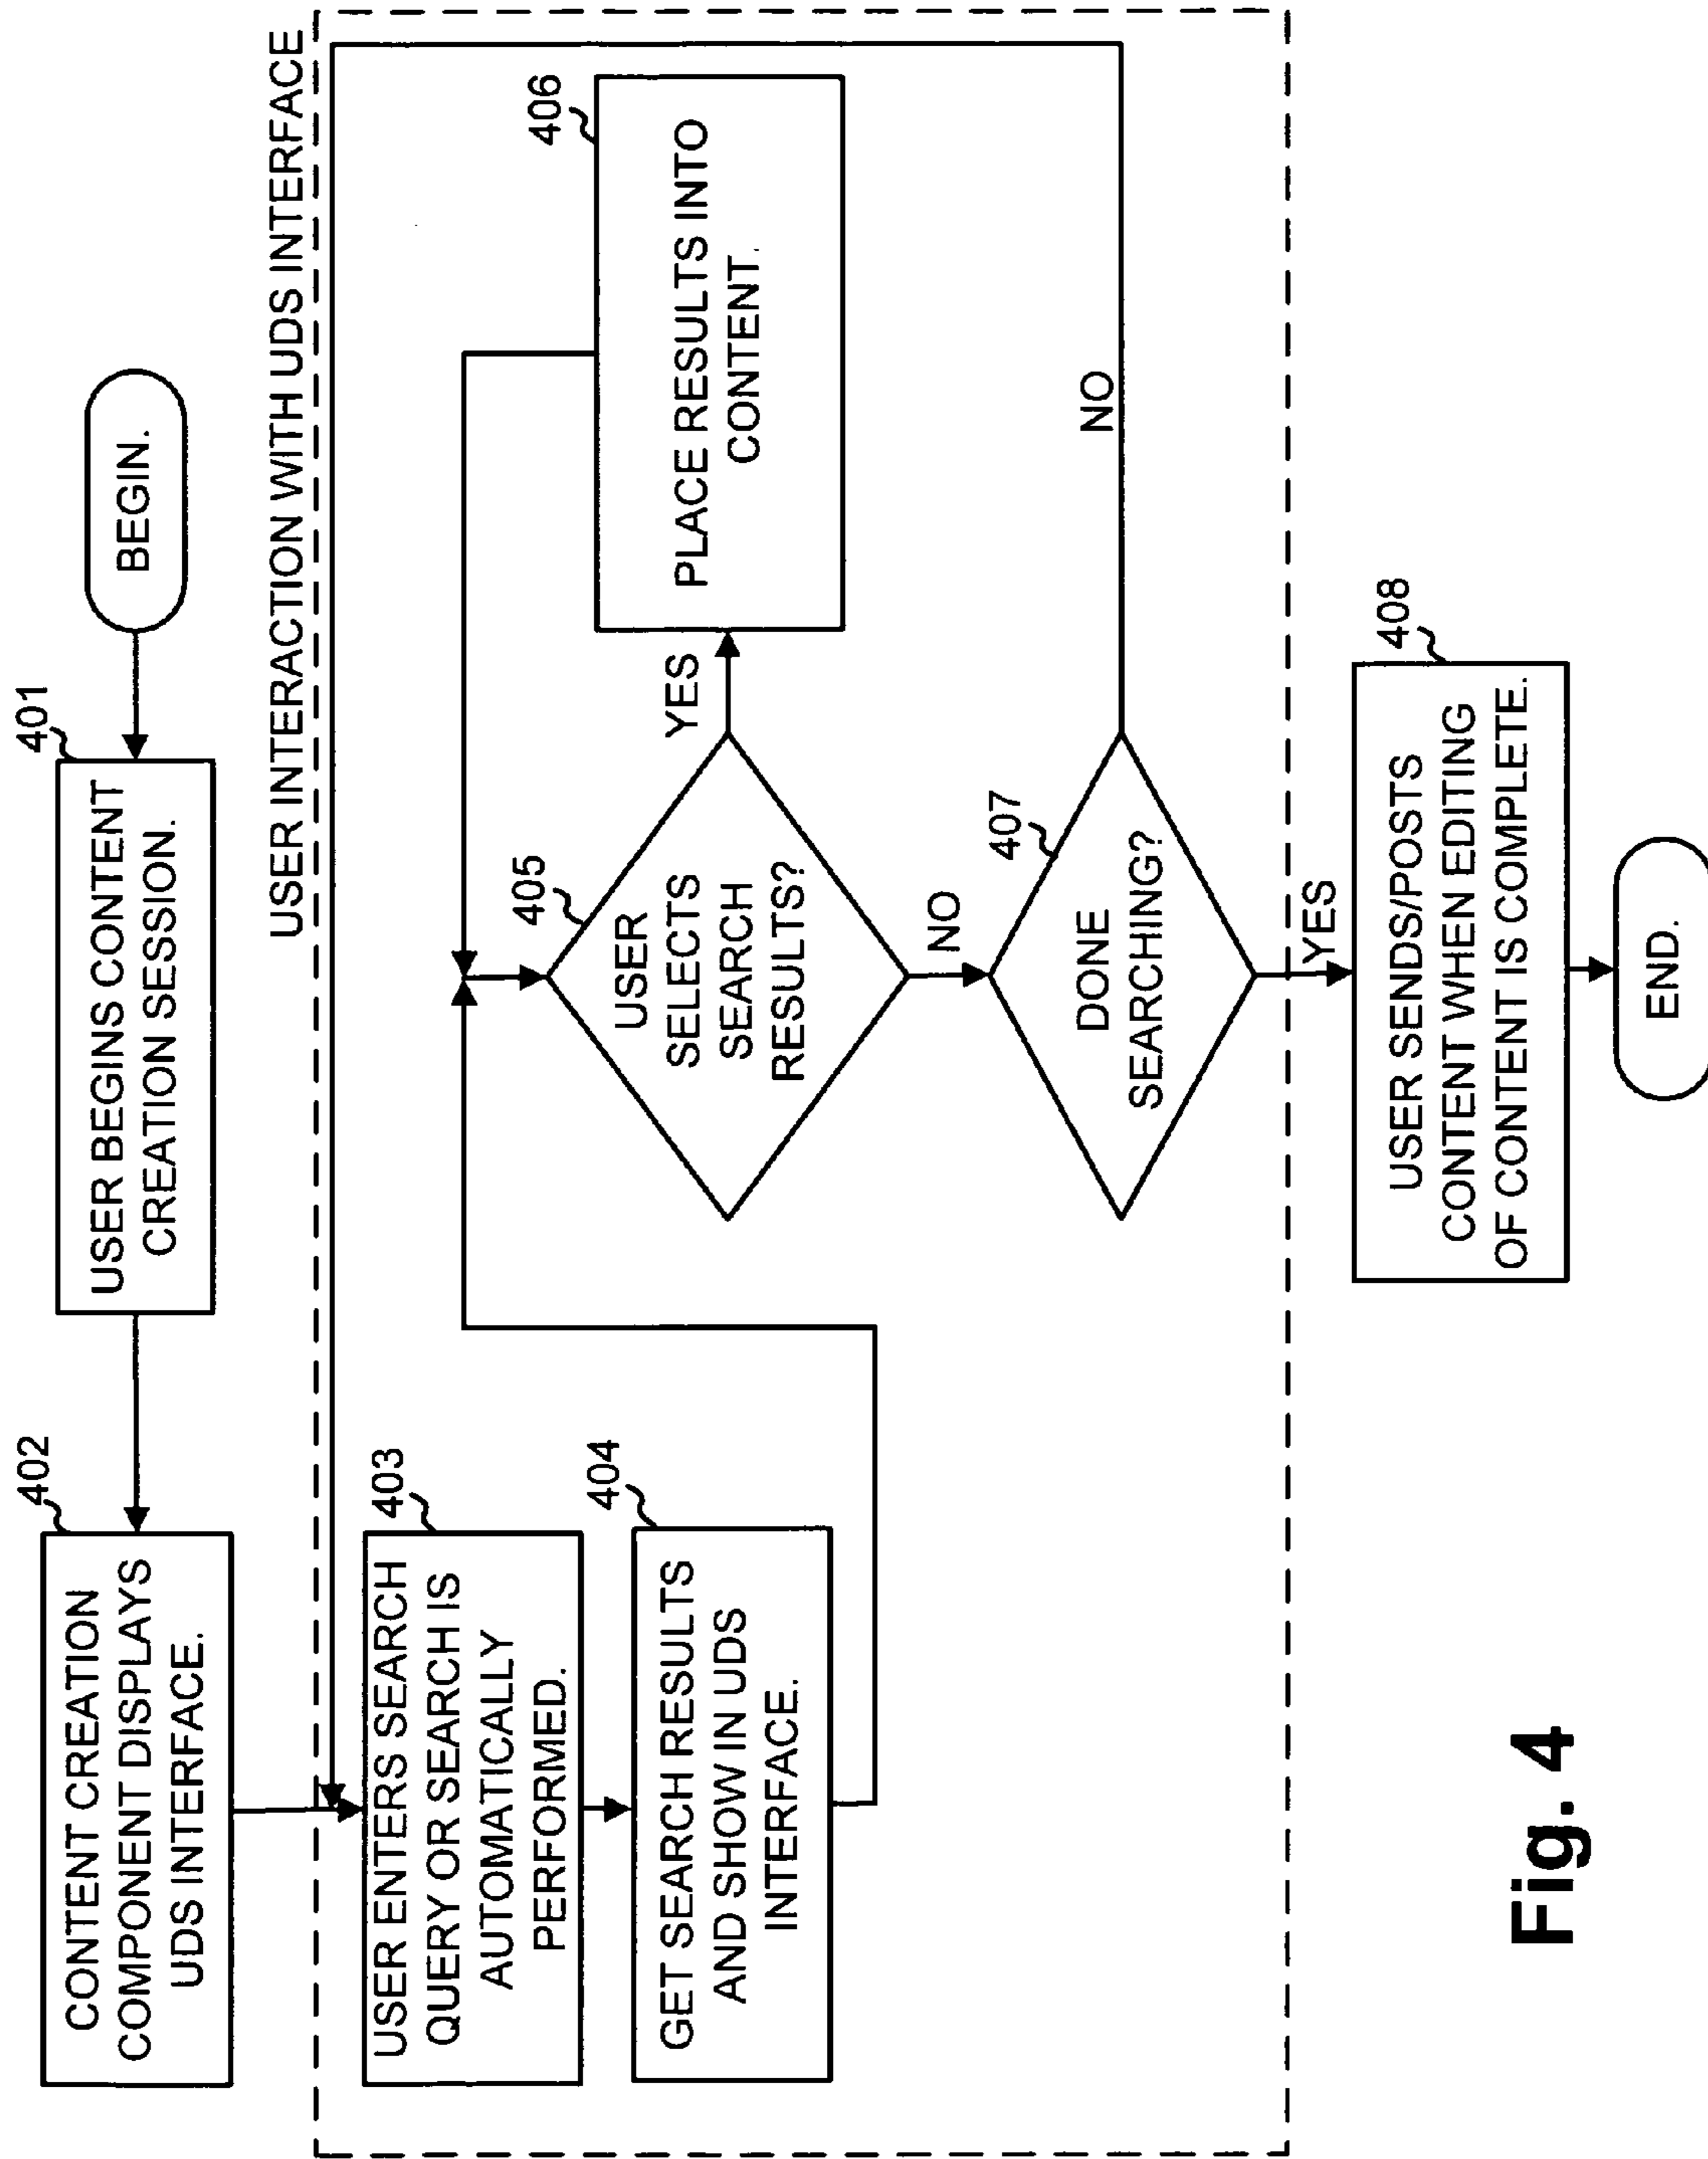 BEGIN.
401
USER BEGINS CONTENT
CREATION SESSION.
402
CONTENT CREATION
COMPONENT DISPLAYS
UDS INTERFACE.
USER INTERACTION WITH UDS INTERFACE
403
USER ENTERS SEARCH
QUERY OR SEARCH IS
AUTOMATICALLY
PERFORMED.
404
GET SEARCH RESULTS
AND SHOW IN UDS
INTERFACE.
405
USER
SELECTS
SEARCH
RESULTS?
YES
406
PLACE RESULTS INTO
CONTENT.
NO
407
DONE
SEARCHING?
NO
YES
408
USER SENDS/POSTS
CONTENT WHEN EDITING
OF CONTENT IS COMPLETE.
END.
Fig. 4